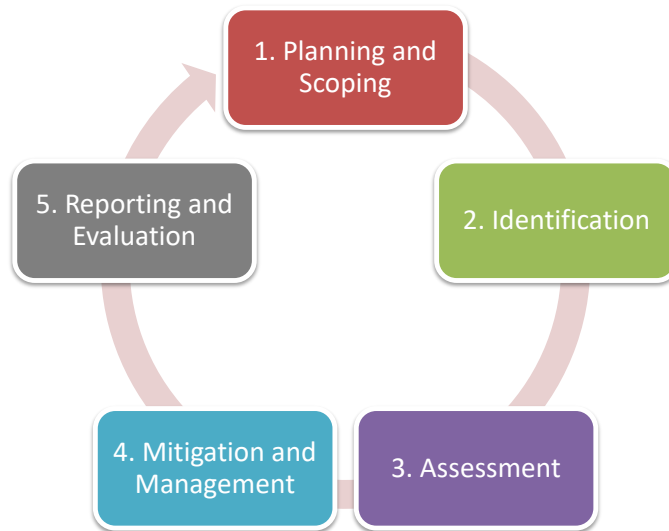 1. Planning and
Scoping
2. Identification
3. Assessment
4. Mitigation and
Management
5. Reporting and
Evaluation